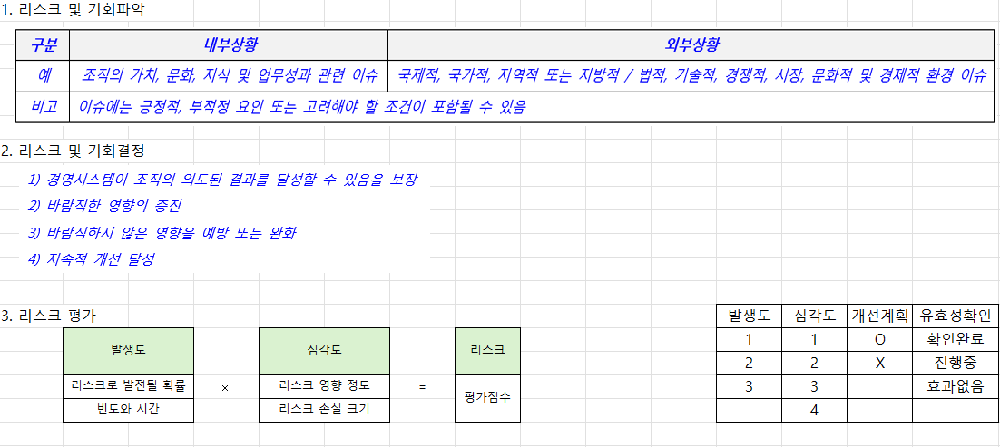 1. 리스크 및 기회파악
구분 내부상황 외부상황
예 조직의 가치, 문화, 지식 및 업무성과 관련 이슈 국제적, 국가적, 지역적 또는 지방적 / 법적, 기술적, 경쟁적, 시장, 문화적 및 경제적 환경 이슈
비고 이슈에는 긍정적, 부적정 요인 또는 고려해야 할 조건이 포함될 수 있음
2. 리스크 및 기회결정
1) 경영시스템이 조직의 의도된 결과를 달성할 수 있음을 보장
2) 바람직한 영향의 증진
3) 바람직하지 않은 영향을 예방 또는 완화
4) 지속적 개선 달성
3. 리스크 평가
발생도 심각도 리스크
리스크로 발전될 확률 × 리스크 영향 정도 = 평가점수
빈도와 시간 리스크 손실 크기
발생도 심각도 개선계획 유효성확인
1 1 O 확인완료
2 2 X 진행중
3 3 효과없음
4